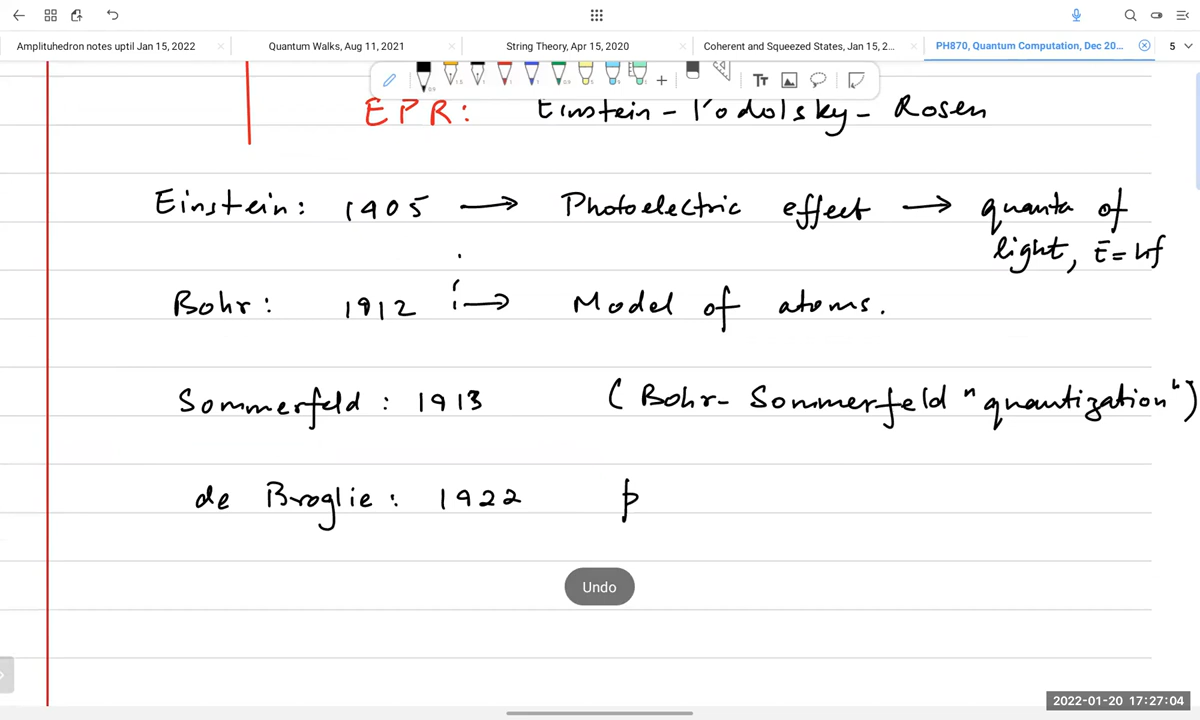 Amplituhedron notes uptil Jan 15, 2022
Quantum Walks, Aug 11, 2021
String Theory, Apr 15, 2020
Coherent and Squeezed States, Jan 15, 2...
PH870, Quantum Computation, Dec 20...
5
Tт
EPR: Einstein - Podolsky - Rosen
Einstein: 1905 → Photoelectric effect → quanta of
light, E = hf
Bohr: 1912 → Model of atoms.
Sommerfeld: 1913 (Bohr-Sommerfeld "quantization")
de Broglie: 1922 p
Undo
2022-01-20 17:27:04